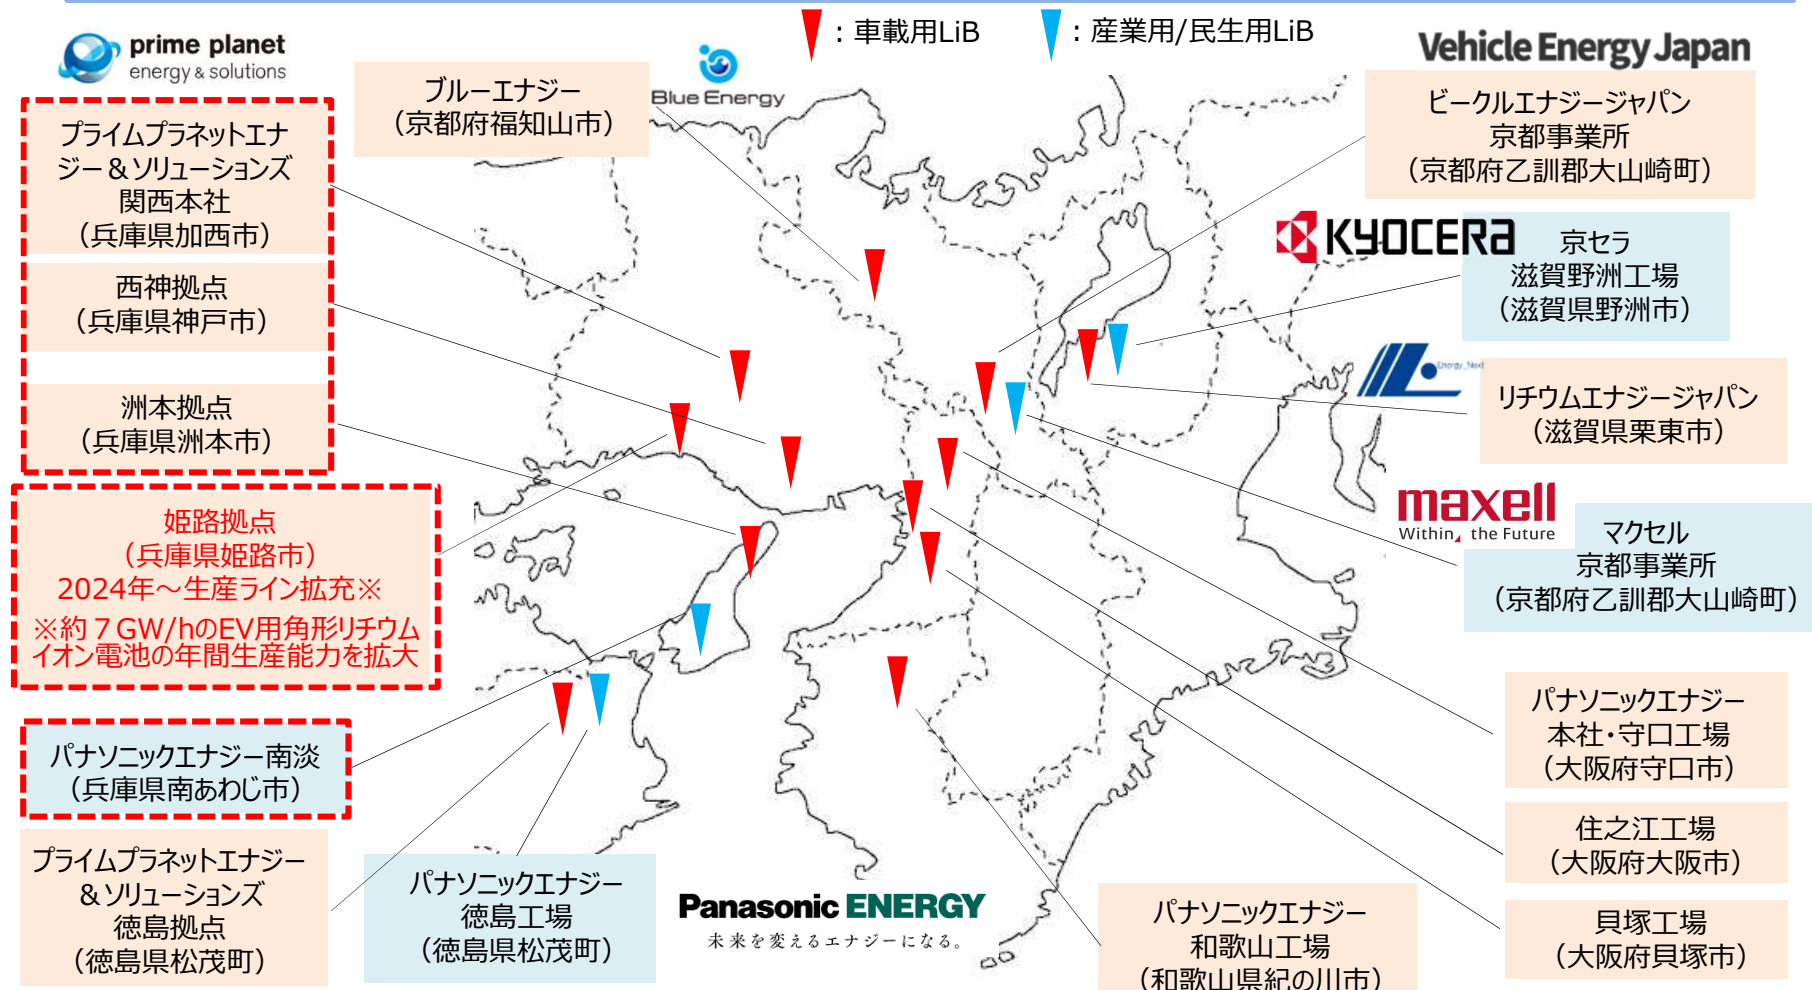 ：車載用LiB
：産業用/民生用LiB
prime planet
energy & solutions
Blue Energy
Vehicle Energy Japan
プライムプラネットエナ
ジー＆ソリューションズ
関西本社
（兵庫県加西市）
西神拠点
（兵庫県神戸市）
洲本拠点
（兵庫県洲本市）
姫路拠点
（兵庫県姫路市）
2024年～生産ライン拡充※
※約７GW/hのEV用角形リチウム
イオン電池の年間生産能力を拡大
パナソニックエナジー南淡
（兵庫県南あわじ市）
プライムプラネットエナジー
＆ソリューションズ
徳島拠点
（徳島県松茂町）
ブルーエナジー
（京都府福知山市）
パナソニックエナジー
徳島工場
（徳島県松茂町）
Panasonic ENERGY
未来を変えるエナジーになる。
パナソニックエナジー
和歌山工場
（和歌山県紀の川市）
ビークルエナジージャパン
京都事業所
（京都府乙訓郡大山崎町）
KYOCERA
京セラ
滋賀野洲工場
（滋賀県野洲市）
Energy_Next
リチウムエナジージャパン
（滋賀県栗東市）
maxell
Within, the Future
マクセル
京都事業所
（京都府乙訓郡大山崎町）
パナソニックエナジー
本社・守口工場
（大阪府守口市）
住之江工場
（大阪府大阪市）
貝塚工場
（大阪府貝塚市）